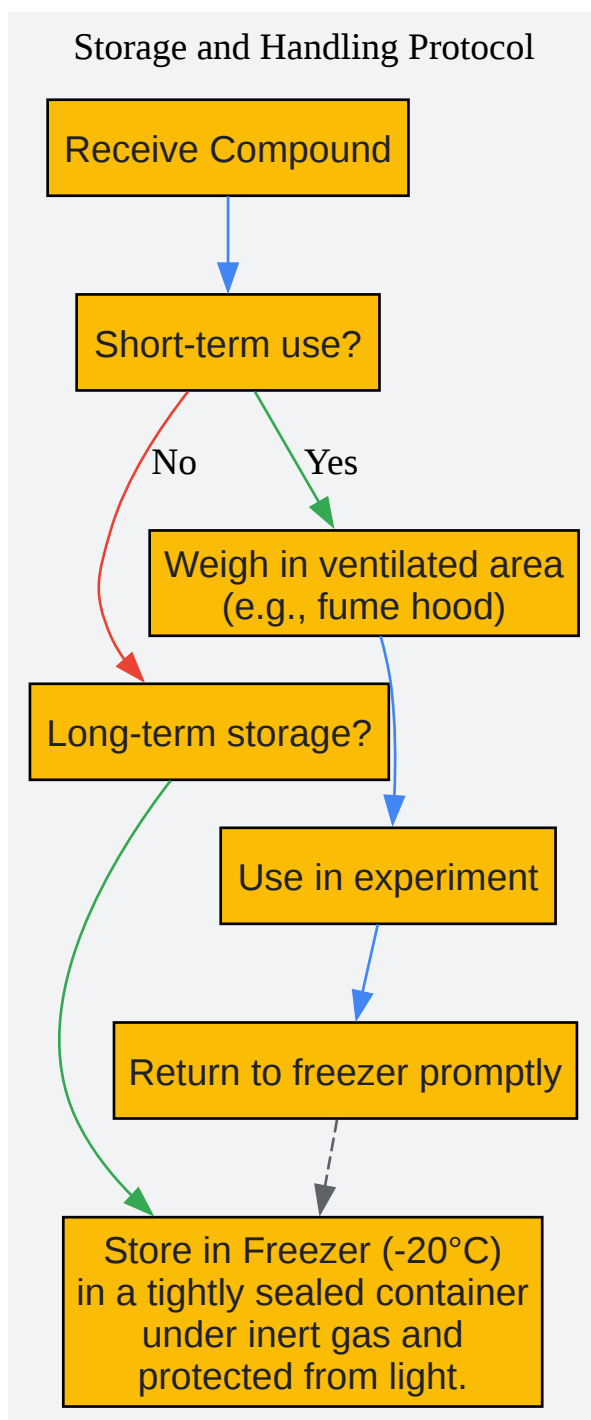 Storage and Handling Protocol
Receive Compound
Short-term use?
No
Yes
Weigh in ventilated area
(e.g., fume hood)
Long-term storage?
Use in experiment
Return to freezer promptly
Store in Freezer (-20°C)
in a tightly sealed container
under inert gas and
protected from light.